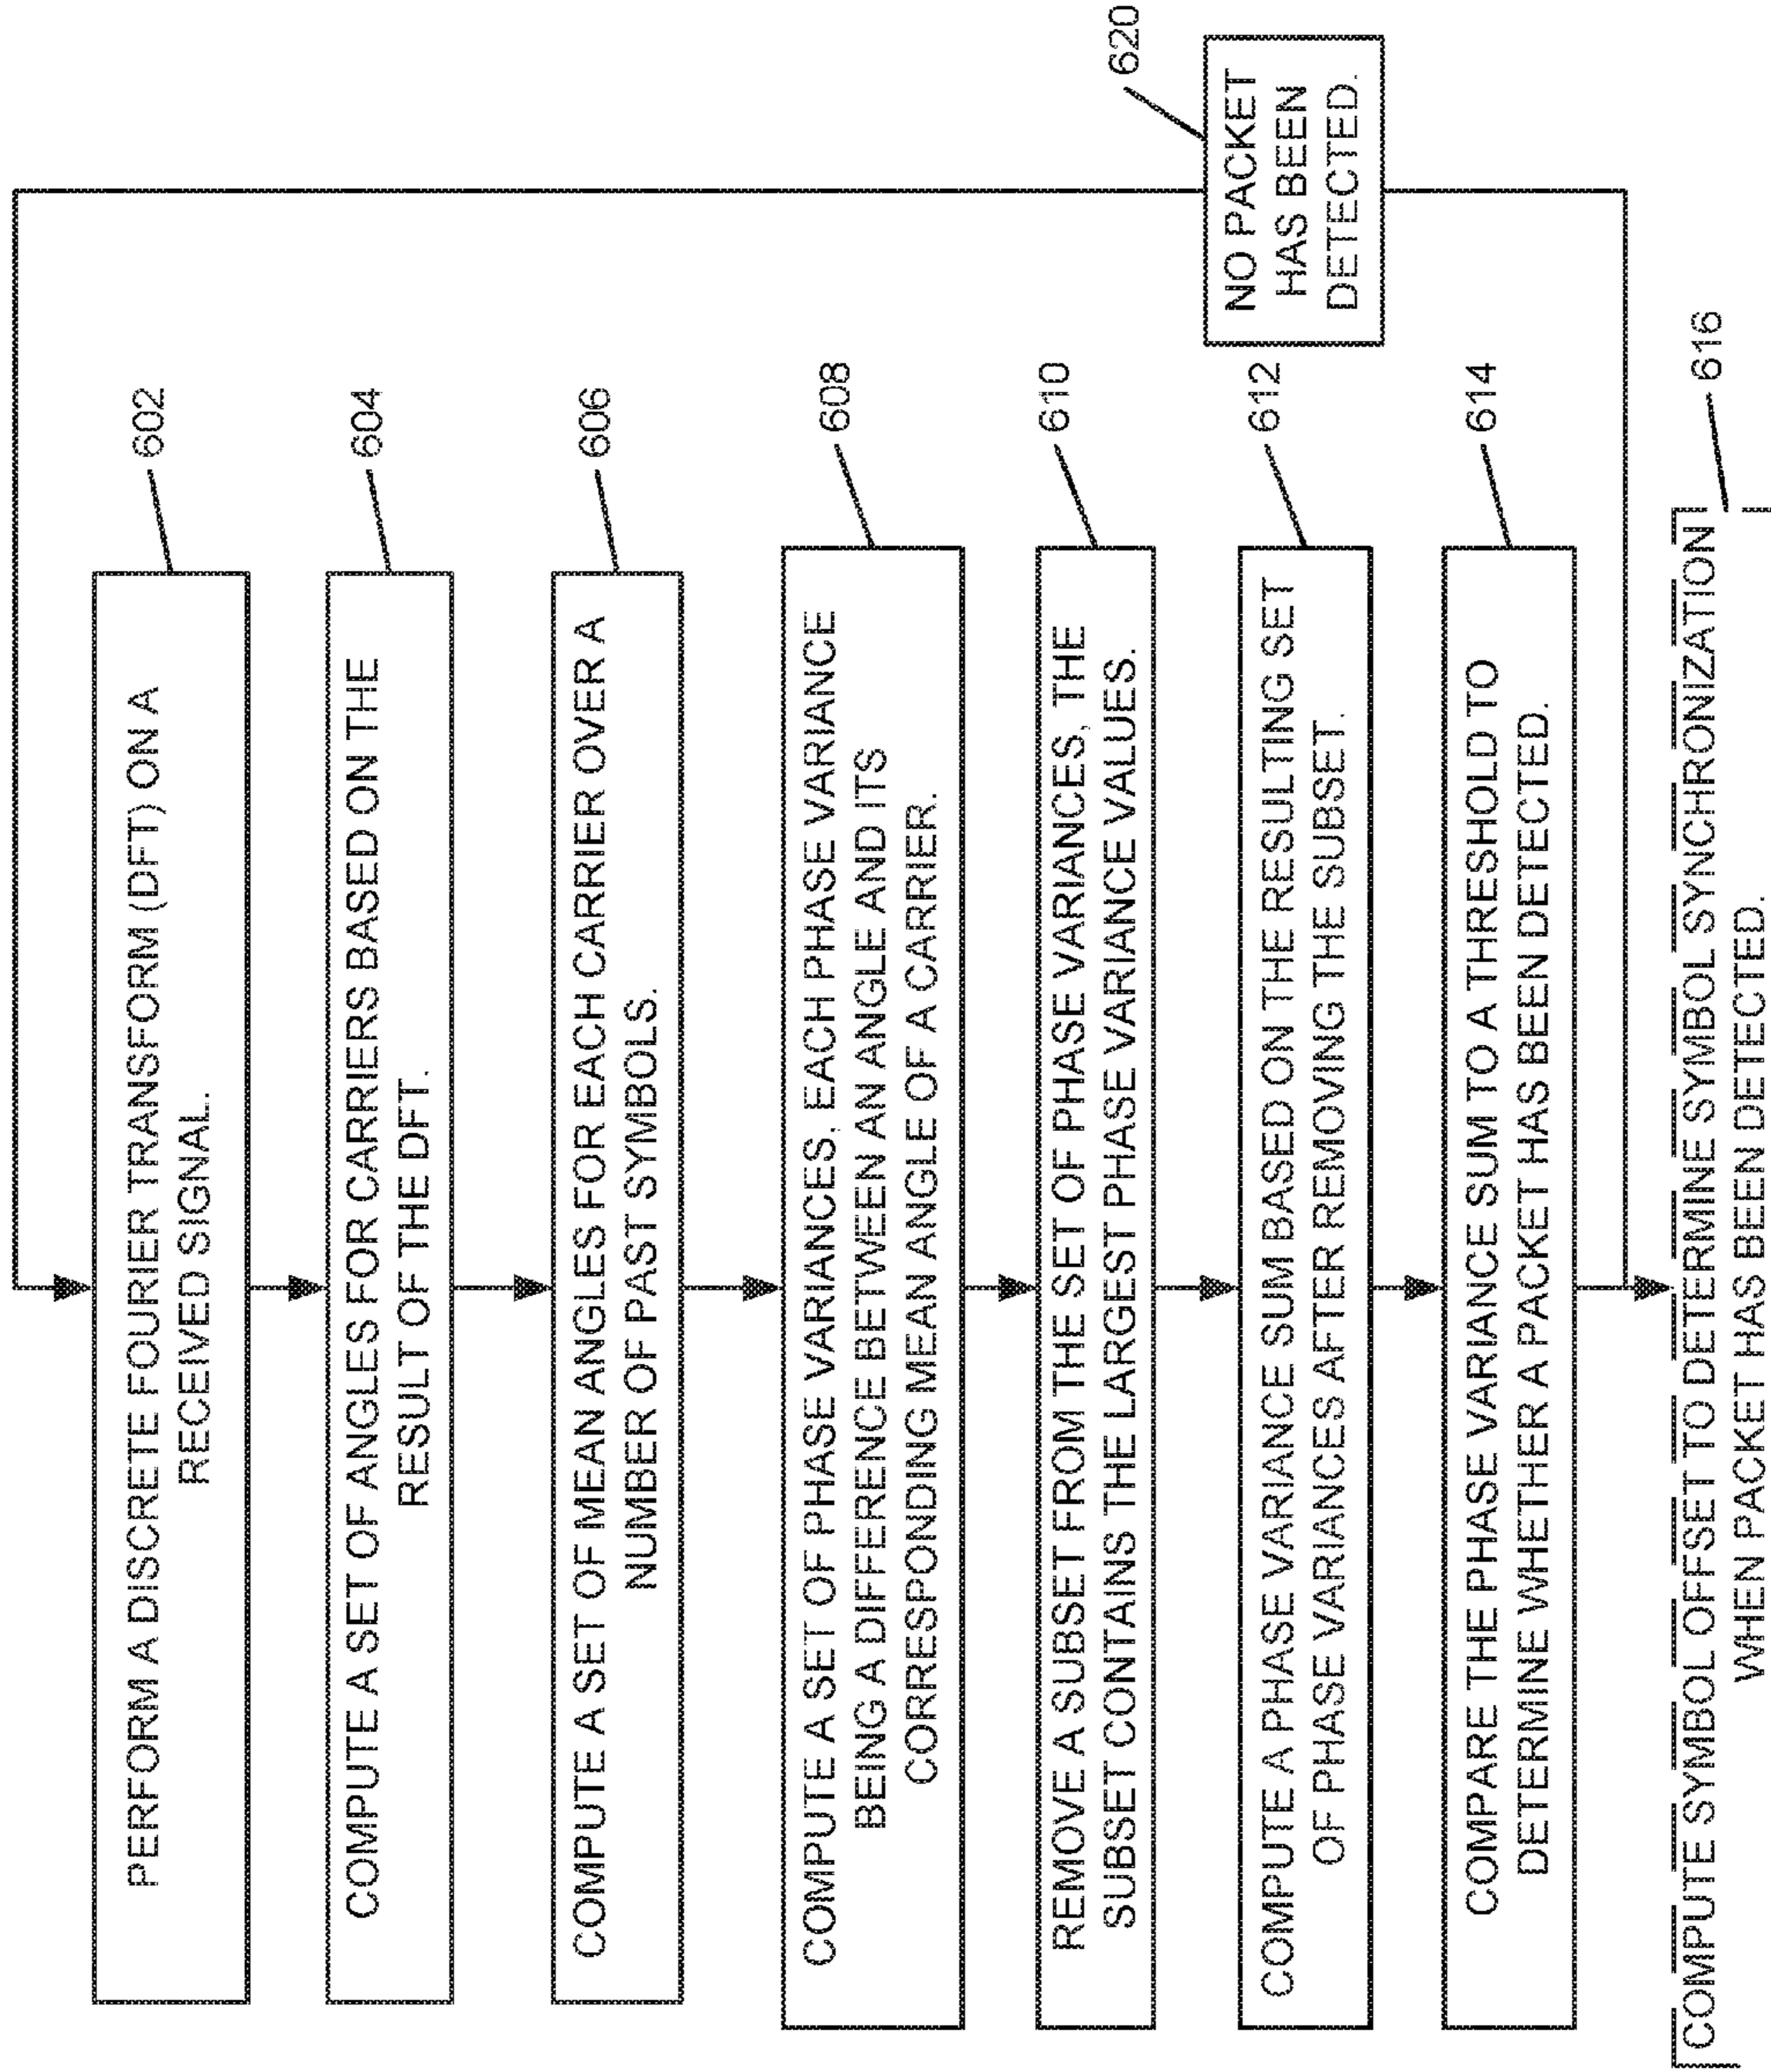 PERFORM A DISCRETE FOURIER TRANSFORM (DFT) ON A
RECEIVED SIGNAL.
602
COMPUTE A SET OF ANGLES FOR CARRIERS BASED ON THE
RESULT OF THE DFT.
604
COMPUTE A SET OF MEAN ANGLES FOR EACH CARRIER OVER A
NUMBER OF PAST SYMBOLS.
606
COMPUTE A SET OF PHASE VARIANCES, EACH PHASE VARIANCE
BEING A DIFFERENCE BETWEEN AN ANGLE AND ITS
CORRESPONDING MEAN ANGLE OF A CARRIER.
608
REMOVE A SUBSET FROM THE SET OF PHASE VARIANCES, THE
SUBSET CONTAINS THE LARGEST PHASE VARIANCE VALUES.
610
COMPUTE A PHASE VARIANCE SUM BASED ON THE RESULTING SET
OF PHASE VARIANCES AFTER REMOVING THE SUBSET.
612
COMPARE THE PHASE VARIANCE SUM TO A THRESHOLD TO
DETERMINE WHETHER A PACKET HAS BEEN DETECTED.
614
NO PACKET
HAS BEEN
DETECTED.
620
COMPUTE SYMBOL OFFSET TO DETERMINE SYMBOL SYNCHRONIZATION
WHEN PACKET HAS BEEN DETECTED.
616